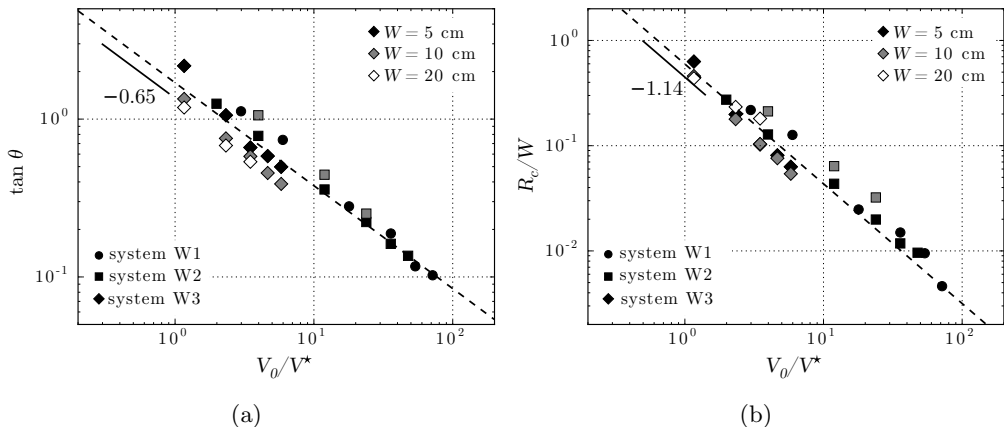 W = 5 cm
W = 10 cm
W = 20 cm
−0.65
10^0
10^{-1}
tan θ
system W1
system W2
system W3
10^0
10^1
10^2
V_0/V^⋆
(a)
10^0
W = 5 cm
W = 10 cm
W = 20 cm
−1.14
10^{-1}
10^{-2}
R_c/W
system W1
system W2
system W3
10^0
10^1
10^2
V_0/V^⋆
(b)